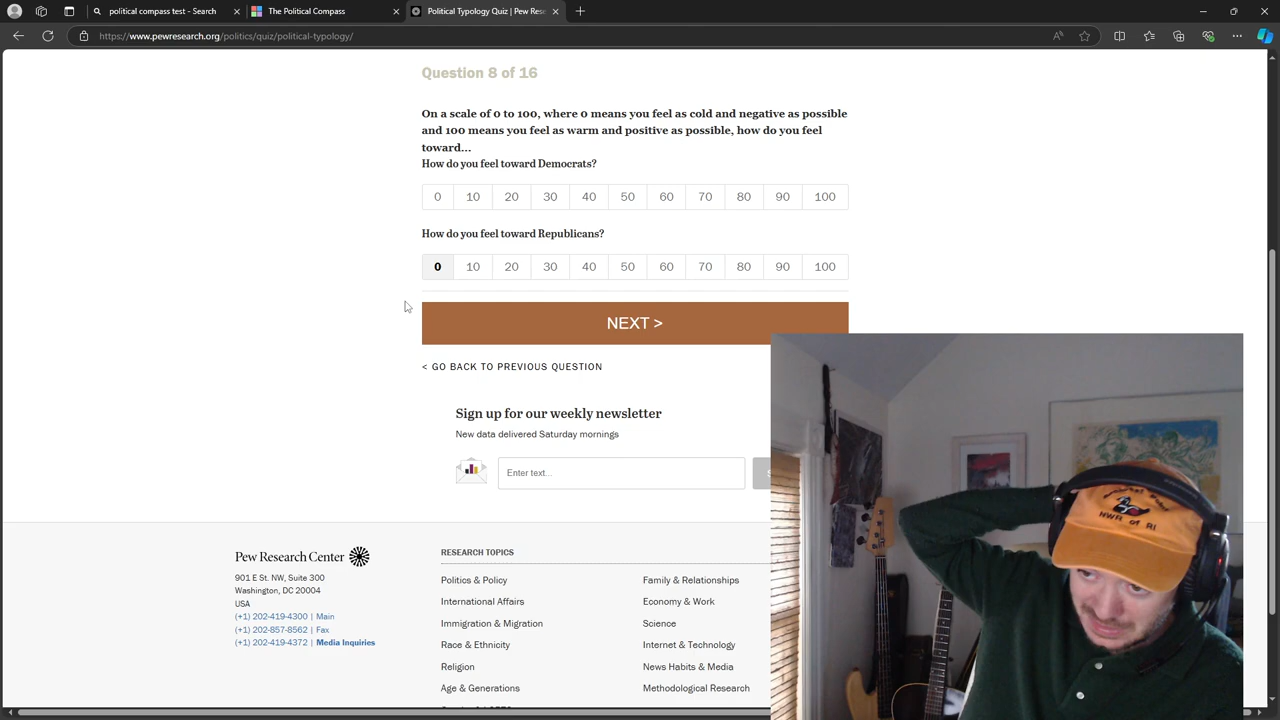 political compass test - Search
The Political Compass
Political Typology Quiz | Pew Res
https://www.pewresearch.org/politics/quiz/political-typology/
Question 8 of 16
On a scale of 0 to 100, where 0 means you feel as cold and negative as possible
and 100 means you feel as warm and positive as possible, how do you feel
toward...
How do you feel toward Democrats?
0 10 20 30 40 50 60 70 80 90 100
How do you feel toward Republicans?
0 10 20 30 40 50 60 70 80 90 100
NEXT >
< GO BACK TO PREVIOUS QUESTION
Sign up for our weekly newsletter
New data delivered Saturday mornings
Enter text...
Pew Research Center
901 E St. NW, Suite 300
Washington, DC 20004
USA
(+1) 202-419-4300 | Main
(+1) 202-857-8562 | Fax
(+1) 202-419-4372 | Media Inquiries
RESEARCH TOPICS
Politics & Policy
Family & Relationships
International Affairs
Economy & Work
Immigration & Migration
Science
Race & Ethnicity
Internet & Technology
Religion
News Habits & Media
Age & Generations
Methodological Research
NWR of RI